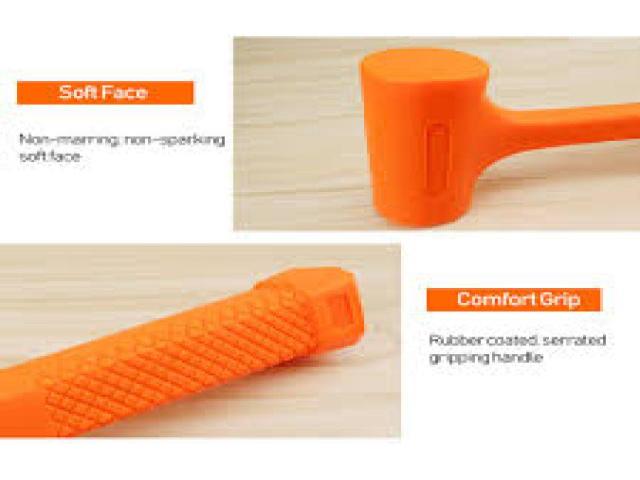 Soft Face
Non-marring, non-sparking
soft face
Comfort Grip
Rubber coated, serrated
gripping handle